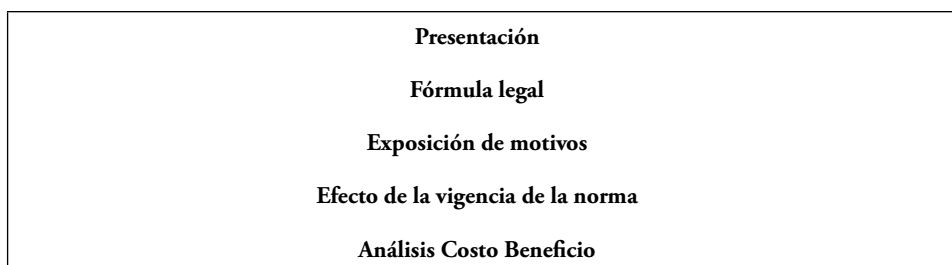 Presentación
Fórmula legal
Exposición de motivos
Efecto de la vigencia de la norma
Análisis Costo Beneficio